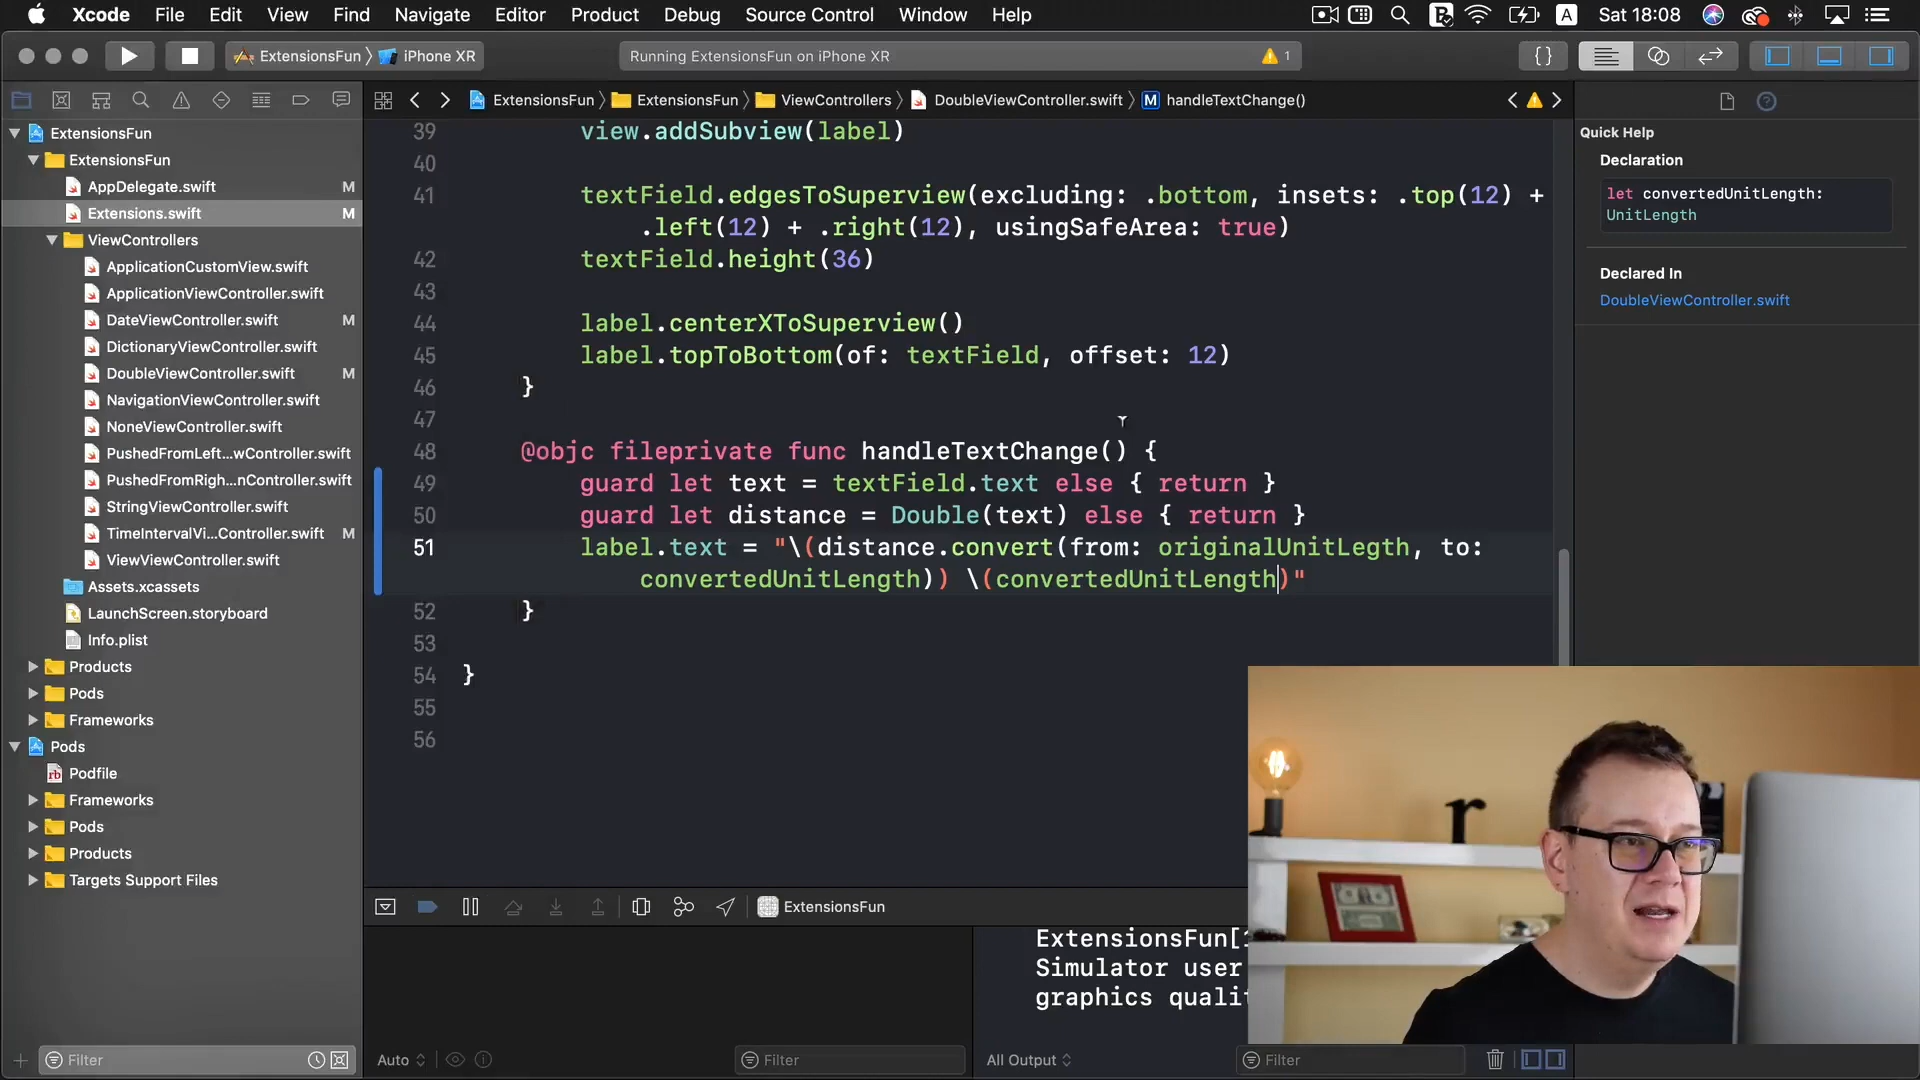 Xcode File Edit View Find Navigate Editor Product Debug Source Control Window Help A Sat 18:08
ExtensionsFun iPhone XR Running ExtensionsFun on iPhone XR 1 {}
ExtensionsFun ExtensionsFun ViewControllers DoubleViewController.swift M handleTextChange()
ExtensionsFun
ExtensionsFun
AppDelegate.swift M
Extensions.swift M
ViewControllers
ApplicationCustomView.swift
ApplicationViewController.swift
DateViewController.swift M
DictionaryViewController.swift
DoubleViewController.swift M
NavigationViewController.swift
NoneViewController.swift
PushedFromLeft...wController.swift
PushedFromRigh...nController.swift
StringViewController.swift
TimeIntervalVi...Controller.swift M
ViewViewController.swift
Assets.xcassets
LaunchScreen.storyboard
Info.plist
Products
Pods
Frameworks
Pods
rb Podfile
Frameworks
Pods
Products
Targets Support Files
Filter
39 view.addSubview(label)
40
41 textField.edgesToSuperview(excluding: .bottom, insets: .top(12) +
.left(12) + .right(12), usingSafeArea: true)
42 textField.height(36)
43
44 label.centerXToSuperview()
45 label.topToBottom(of: textField, offset: 12)
46 }
47
48 @objc fileprivate func handleTextChange() {
49 guard let text = textField.text else { return }
50 guard let distance = Double(text) else { return }
51 label.text = "\(distance.convert(from: originalUnitLegth, to:
convertedUnitLength)) \(convertedUnitLength)"
52 }
53
54 }
55
56
Quick Help
Declaration
let convertedUnitLength:
UnitLength
Declared In
DoubleViewController.swift
ExtensionsFun
Auto Filter
ExtensionsFun[
Simulator user
graphics quali
All Output Filter